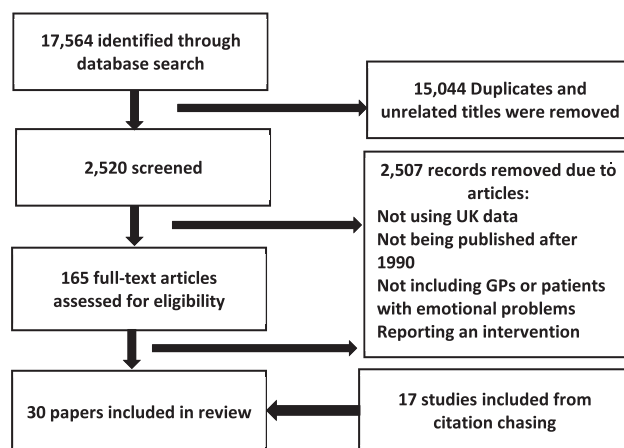 17,564 identified through
database search
15,044 Duplicates and
unrelated titles were removed
2,520 screened
2,507 records removed due to
articles:
Not using UK data
Not being published after
1990
Not including GPs or patients
with emotional problems
Reporting an intervention
165 full-text articles
assessed for eligibility
30 papers included in review
17 studies included from
citation chasing